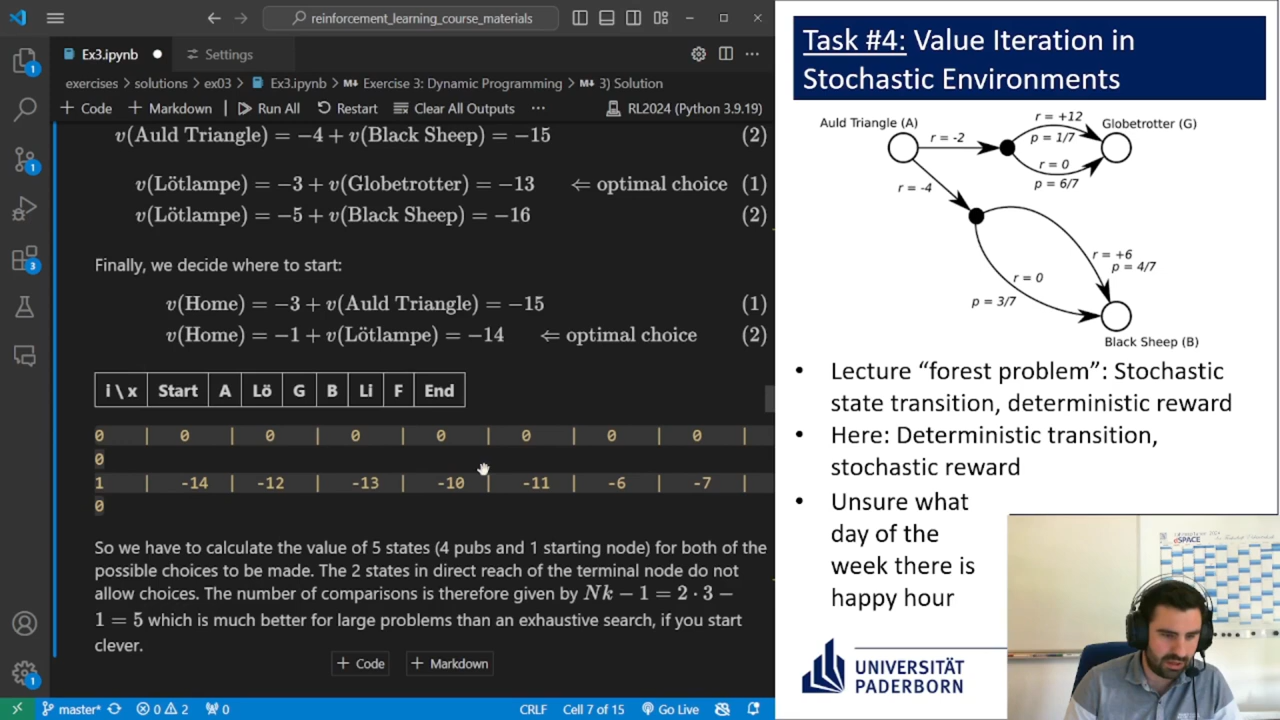 reinforcement_learning_course_materials
Ex3.ipynb
Settings
exercises > solutions > ex03 > Ex3.ipynb > M↓ Exercise 3: Dynamic Programming > M↓ 3) Solution
+ Code + Markdown Run All Restart Clear All Outputs ... RL2024 (Python 3.9.19)
v(Auld Triangle) = −4 + v(Black Sheep) = −15 (2)
v(Lötlampe) = −3 + v(Globetrotter) = −13 ⇐ optimal choice (1)
v(Lötlampe) = −5 + v(Black Sheep) = −16 (2)
Finally, we decide where to start:
v(Home) = −3 + v(Auld Triangle) = −15 (1)
v(Home) = −1 + v(Lötlampe) = −14 ⇐ optimal choice (2)
i \ x Start A Lö G B Li F End
0 | 0 | 0 | 0 | 0 | 0 | 0 | 0 |
0
1 | -14 | -12 | -13 | -10 | -11 | -6 | -7 |
0
So we have to calculate the value of 5 states (4 pubs and 1 starting node) for both of the
possible choices to be made. The 2 states in direct reach of the terminal node do not
allow choices. The number of comparisons is therefore given by Nk − 1 = 2 · 3 −
1 = 5 which is much better for large problems than an exhaustive search, if you start
clever.
+ Code + Markdown
1
1
3
1
master* 0 2 0 CRLF Cell 7 of 15 Go Live
Task #4: Value Iteration in
Stochastic Environments
Auld Triangle (A)
r = -2
r = +12
p = 1/7
r = 0
p = 6/7
Globetrotter (G)
r = -4
r = +6
p = 4/7
r = 0
p = 3/7
Black Sheep (B)
• Lecture “forest problem”: Stochastic
state transition, deterministic reward
• Here: Deterministic transition,
stochastic reward
• Unsure what
day of the
week there is
happy hour
UNIVERSITÄT
PADERBORN
dSPACE